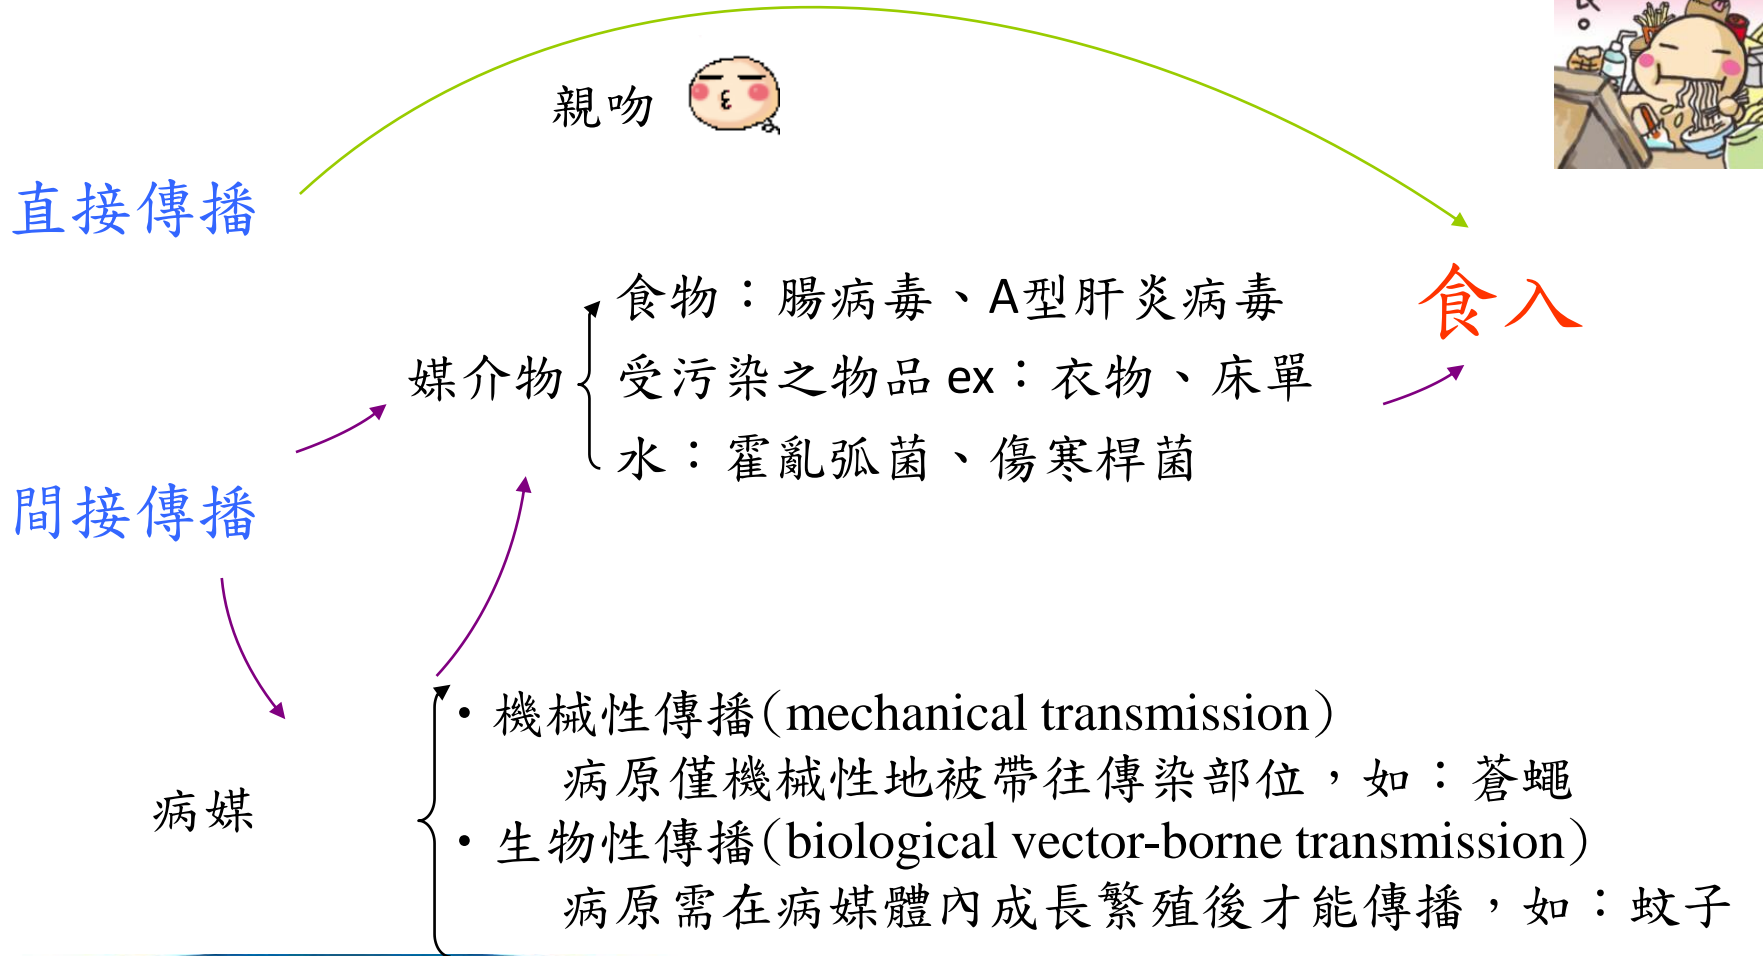 親吻
直接傳播
食物：腸病毒、A型肝炎病毒
食入
媒介物
受污染之物品 ex：衣物、床單
水：霍亂弧菌、傷寒桿菌
間接傳播
・機械性傳播（mechanical transmission）
病原僅機械性地被帶往傳染部位，如：蒼蠅
病媒
・生物性傳播（biological vector-borne transmission）
病原需在病媒體內成長繁殖後才能傳播，如：蚊子